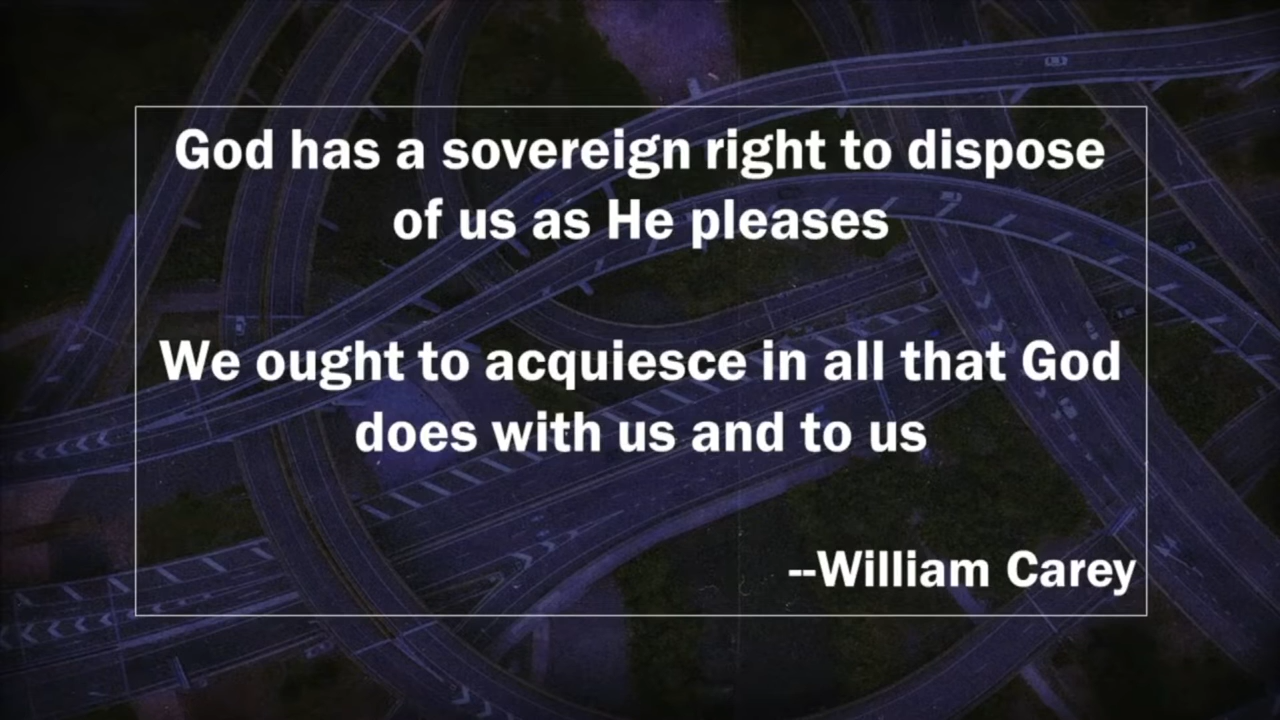 God has a sovereign right to dispose
of us as He pleases
We ought to acquiesce in all that God
does with us and to us
--William Carey